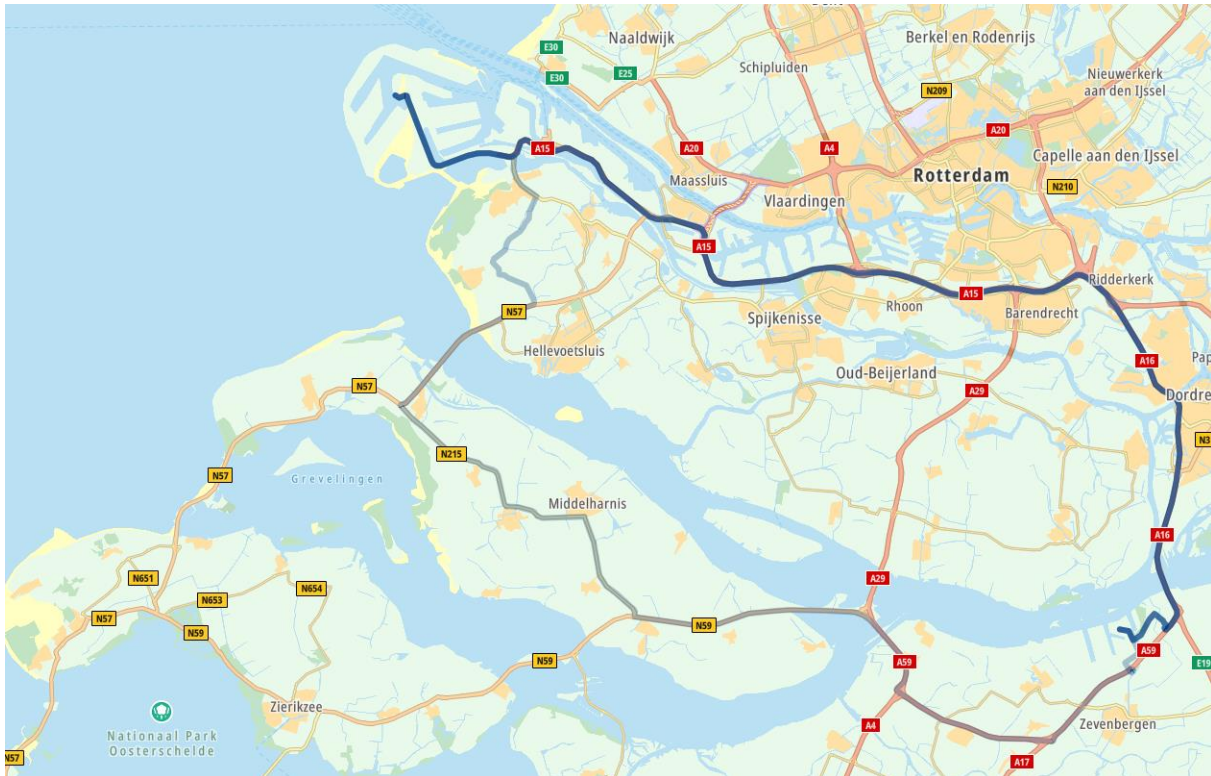 Naaldwijk
Berkel en Rodenrijs
E30
Schipluiden
E25
E30
Nieuwerkerk
aan den IJssel
N209
A20
A15
A20
A4
Capelle aan den IJssel
Maassluis
Rotterdam
N210
Vlaardingen
A15
Ridderkerk
A15
Rhoon
Barendrecht
N57
Spijkenisse
Hellevoetsluis
Pap
A16
Oud-Beijerland
N57
A29
Dordre
N3
N215
N57
Grevelingen
Middelharnis
A16
A29
N651
N654
N653
N57
N59
N59
A59
N59
A59
E19
Zierikzee
A4
Zevenbergen
Nationaal Park
Oosterschelde
N57
A17